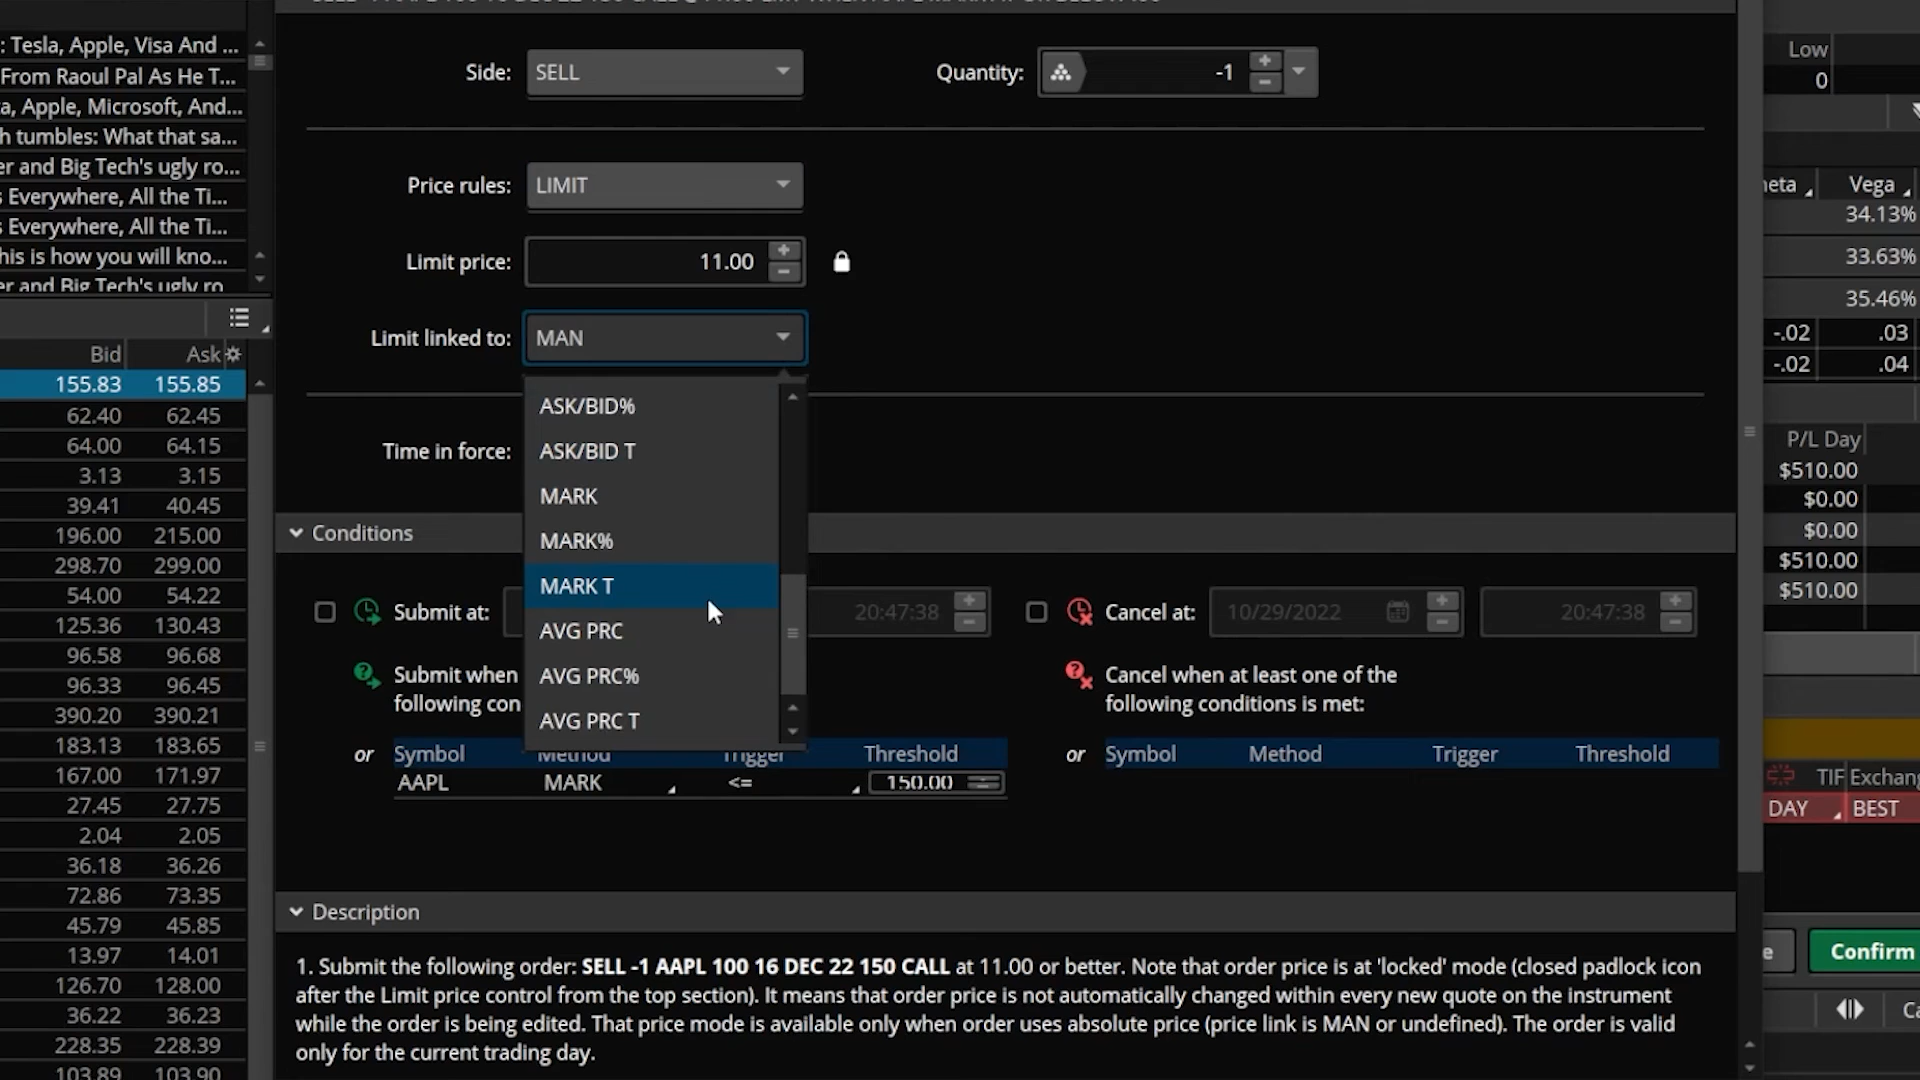 : Tesla, Apple, Visa And ...
From Raoul Pal As He T...
a, Apple, Microsoft, And...
h tumbles: What that sa...
er and Big Tech's ugly ro...
s Everywhere, All the Ti...
s Everywhere, All the Ti...
his is how you will kno...
er and Big Tech's ugly ro
Bid Ask
155.83 155.85
62.40 62.45
64.00 64.15
3.13 3.15
39.41 40.45
196.00 215.00
298.70 299.00
54.00 54.22
125.36 130.43
96.58 96.68
96.33 96.45
390.20 390.21
183.13 183.65
167.00 171.97
27.45 27.75
2.04 2.05
36.18 36.26
72.86 73.35
45.79 45.85
13.97 14.01
126.70 128.00
36.22 36.23
228.35 228.39
103.89 103.90
Side: SELL Quantity: -1
Price rules: LIMIT
Limit price: 11.00
Limit linked to: MAN
ASK/BID%
ASK/BID T
MARK
MARK%
MARK T
AVG PRC
AVG PRC%
AVG PRC T
Time in force:
Conditions
Submit at: 20:47:38 Cancel at: 10/29/2022 20:47:38
Submit when
following con
Cancel when at least one of the
following conditions is met:
or Symbol Method Trigger Threshold
AAPL MARK <= 150.00
or Symbol Method Trigger Threshold
Description
1. Submit the following order: SELL -1 AAPL 100 16 DEC 22 150 CALL at 11.00 or better. Note that order price is at 'locked' mode (closed padlock icon
after the Limit price control from the top section). It means that order price is not automatically changed within every new quote on the instrument
while the order is being edited. That price mode is available only when order uses absolute price (price link is MAN or undefined). The order is valid
only for the current trading day.
Low
0
eta Vega
34.13%
33.63%
35.46%
-.02 .03
-.02 .04
P/L Day
$510.00
$0.00
$0.00
$510.00
$510.00
TIF Exchang
DAY BEST
e Confirm
Ca